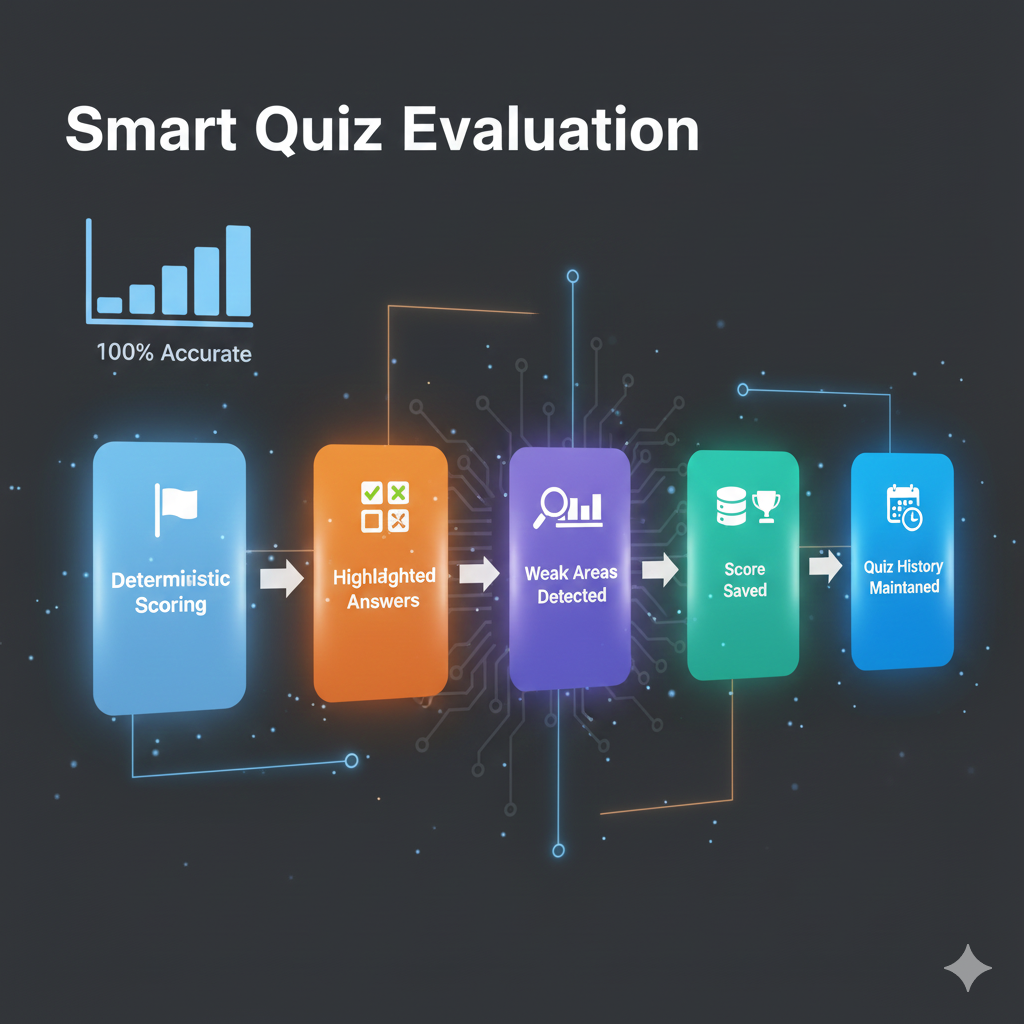 Smart Quiz Evaluation
100% Accurate
Determiistic
Scoring
Highlaghted
Answers
Weak Areas
Detected
Score
Saved
Quiz History
Maintaned